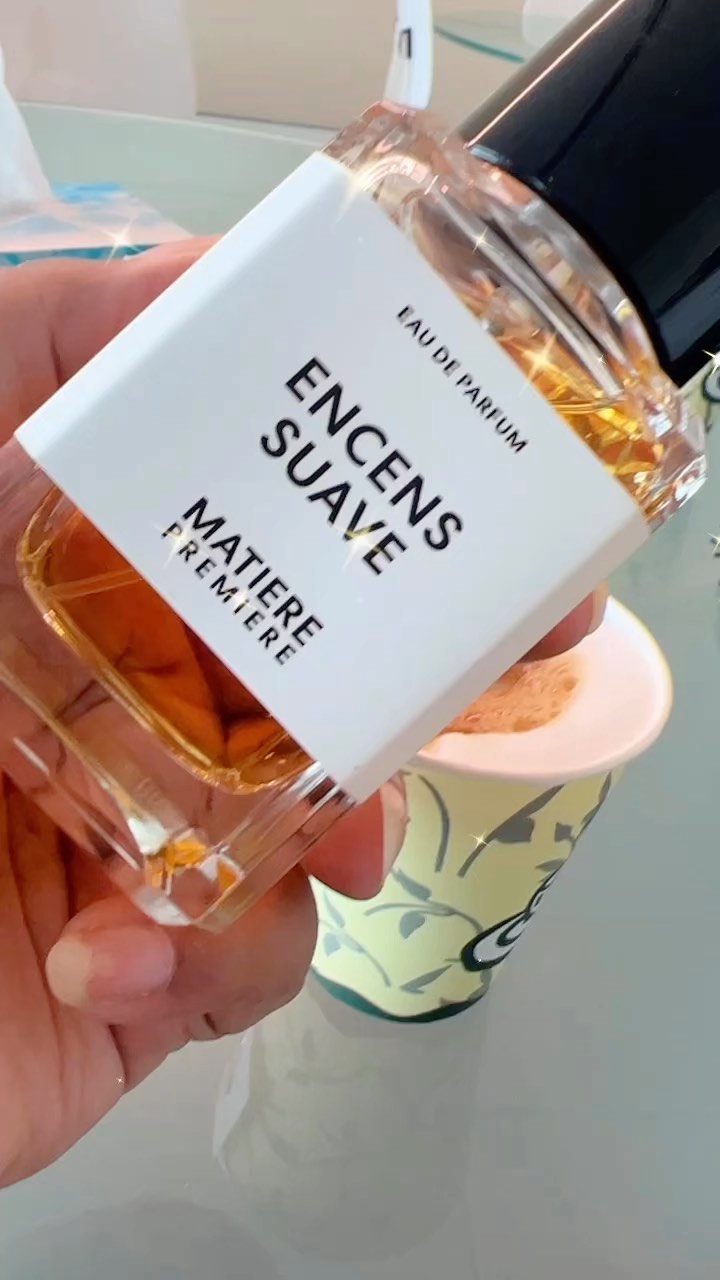 EAU DE PARFUM
ENCENS
SUAVE
MATIERE
PREMIERE